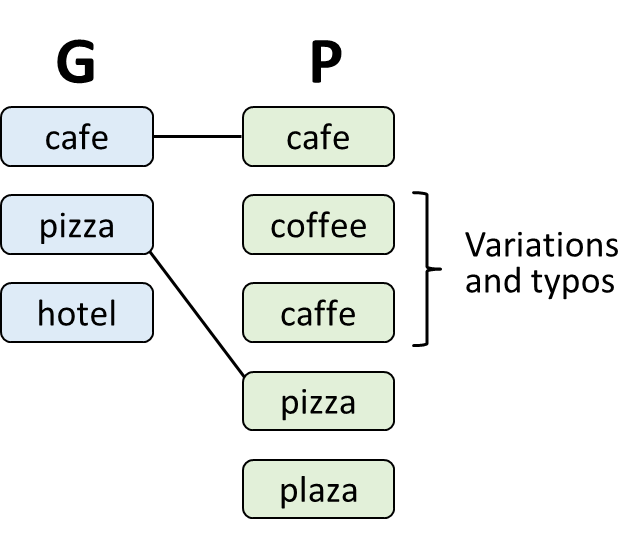 G P
cafe cafe
pizza coffee
hotel caffe
Variations
and typos
pizza
plaza